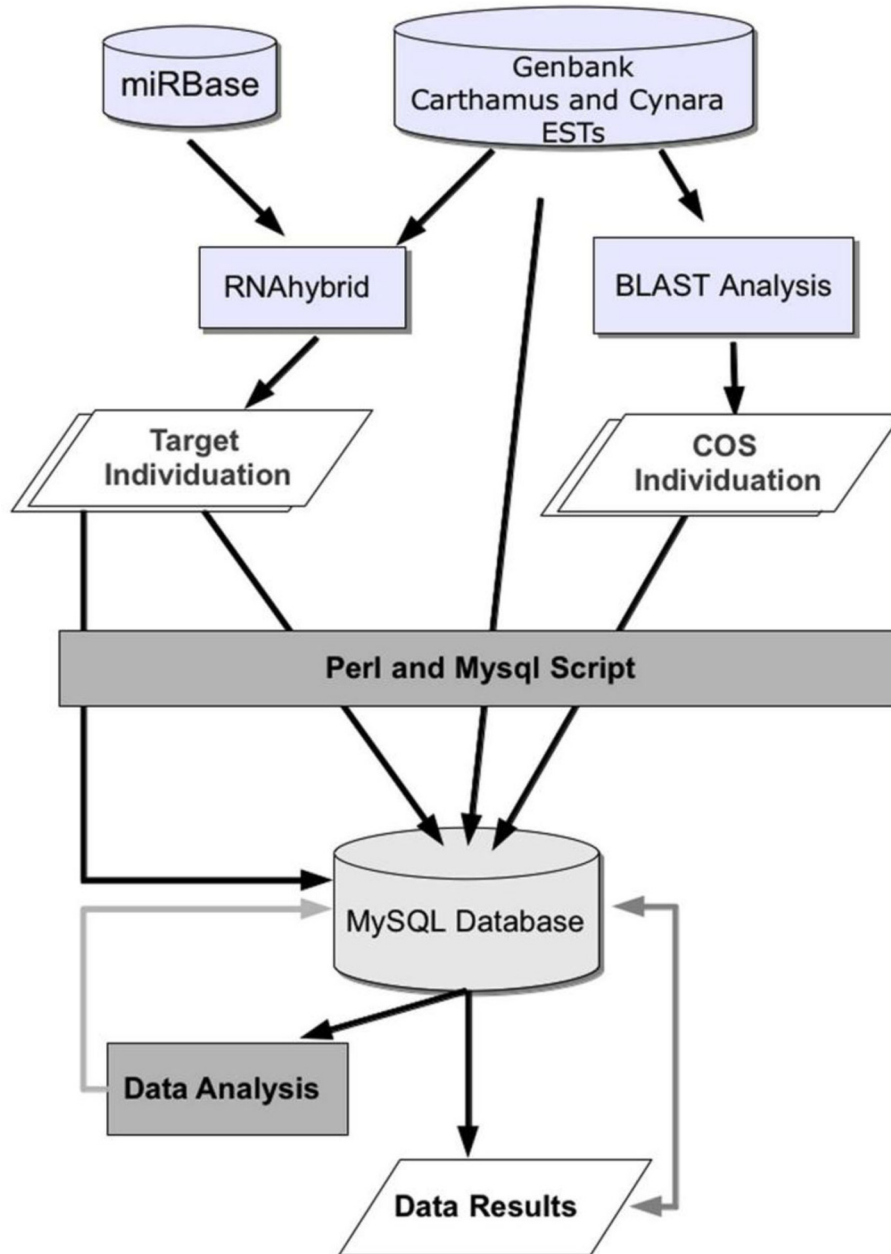 miRBase
Genbank
Carthamus and Cynara
ESTs
RNAhybrid
BLAST Analysis
Target
Individuation
COS
Individuation
Perl and Mysql Script
MySQL Database
Data Analysis
Data Results